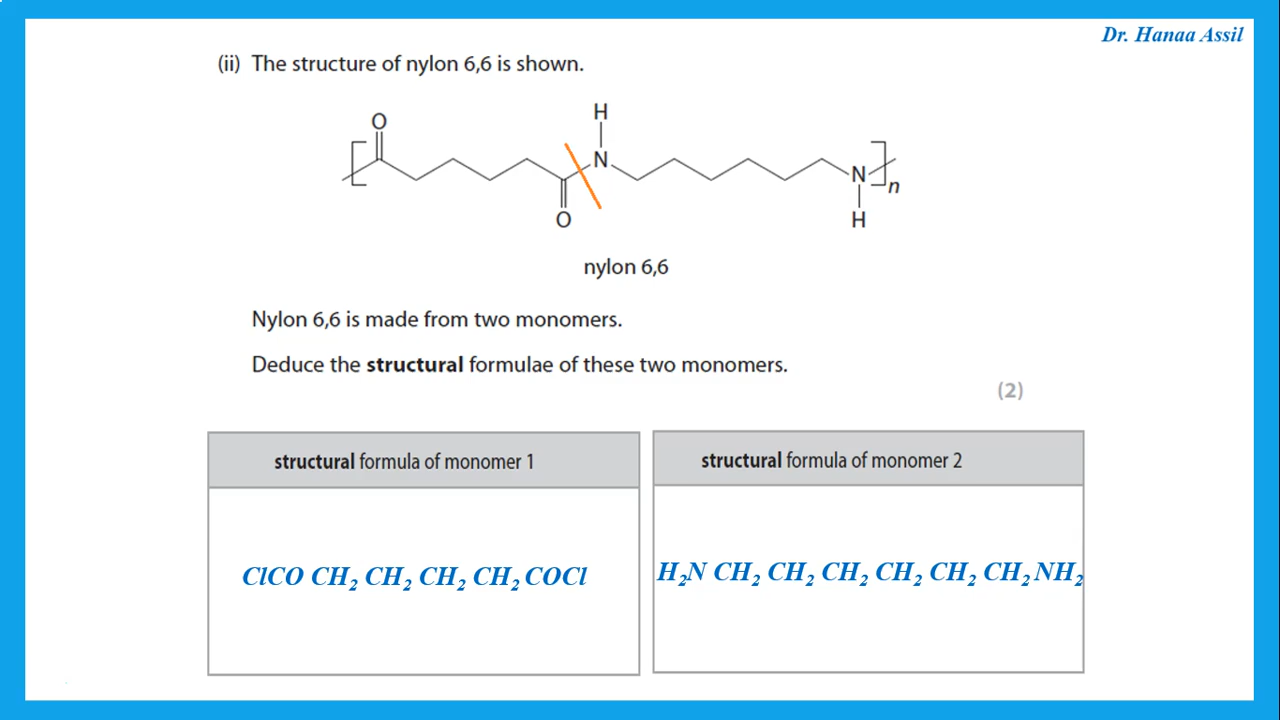 Dr. Hanaa Assil
(ii) The structure of nylon 6,6 is shown.
O
H
N
N
n
O
H
nylon 6,6
Nylon 6,6 is made from two monomers.
Deduce the structural formulae of these two monomers.
(2)
structural formula of monomer 1
structural formula of monomer 2
ClCO CH₂ CH₂ CH₂ CH₂ COCl
H₂N CH₂ CH₂ CH₂ CH₂ CH₂ CH₂ NH₂